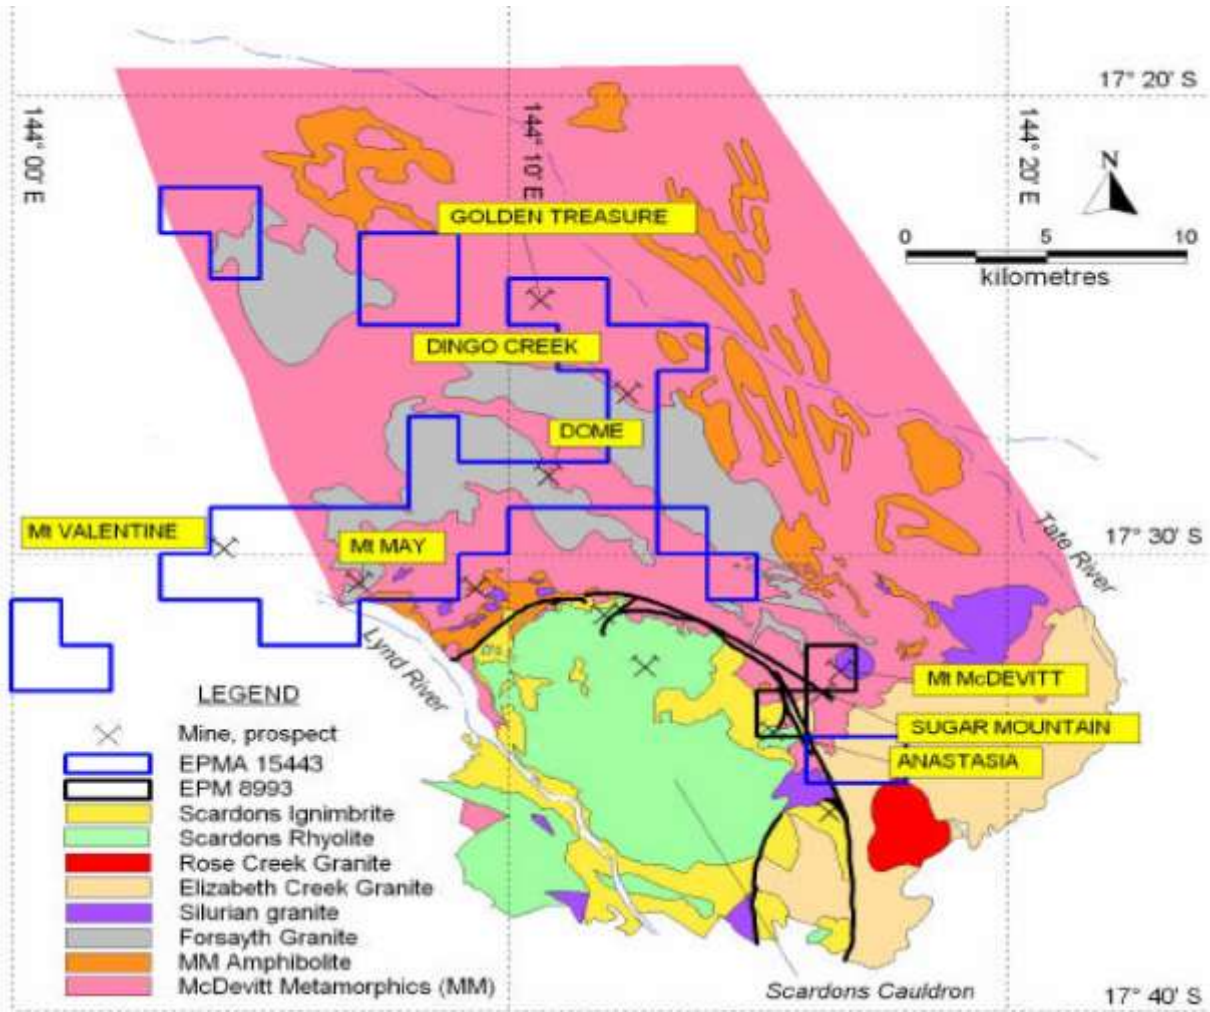 17° 20' S
144° 00' E
144° 10' E
144° 20' E
N
GOLDEN TREASURE
0 5 10
kilometres
DINGO CREEK
DOME
Mt VALENTINE
Mt MAY
Tate River
17° 30' S
Lynd River
Mt McDEVITT
SUGAR MOUNTAIN
ANASTASIA
LEGEND
Mine, prospect
EPMA 15443
EPM 8993
Scardons Ignimbrite
Scardons Rhyolite
Rose Creek Granite
Elizabeth Creek Granite
Silurian granite
Forsayth Granite
MM Amphibolite
McDevitt Metamorphics (MM)
Scardons Cauldron
17° 40' S